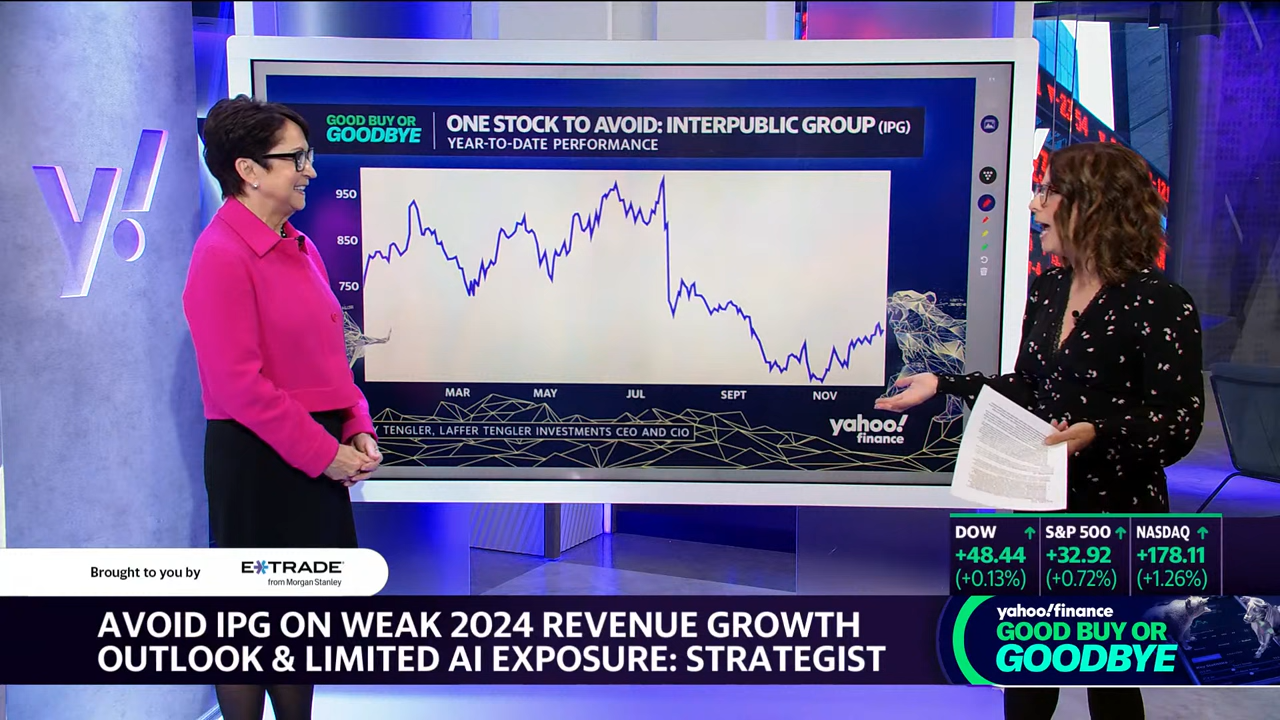 GOOD BUY OR
GOODBYE
ONE STOCK TO AVOID: INTERPUBLIC GROUP (IPG)
YEAR-TO-DATE PERFORMANCE
950
850
750
MAR MAY JUL SEPT NOV
TENGLER, LAFFER TENGLER INVESTMENTS CEO AND CIO
yahoo!
finance
y!
DOW S&P 500 NASDAQ
+48.44 +32.92 +178.11
(+0.13%) (+0.72%) (+1.26%)
Brought to you by E*TRADE
from Morgan Stanley
AVOID IPG ON WEAK 2024 REVENUE GROWTH
OUTLOOK & LIMITED AI EXPOSURE: STRATEGIST
yahoo!finance
GOOD BUY OR
GOODBYE